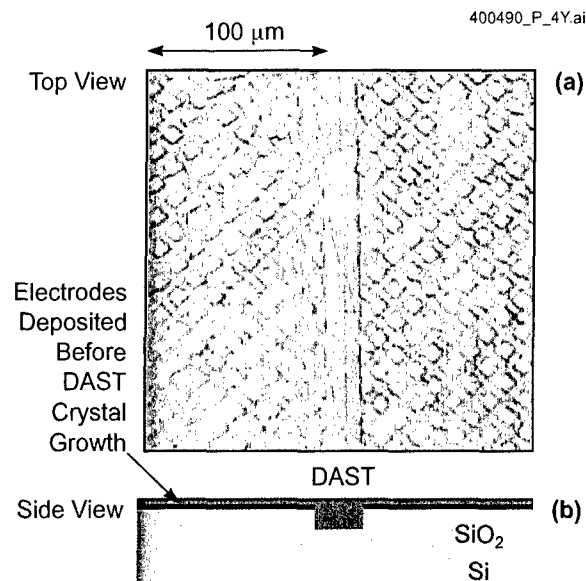 400490_P_4Y.ai
100 μm
Top View
(a)
Electrodes
Deposited
Before
DAST
Crystal
Growth
DAST
Side View
(b)
SiO₂
Si